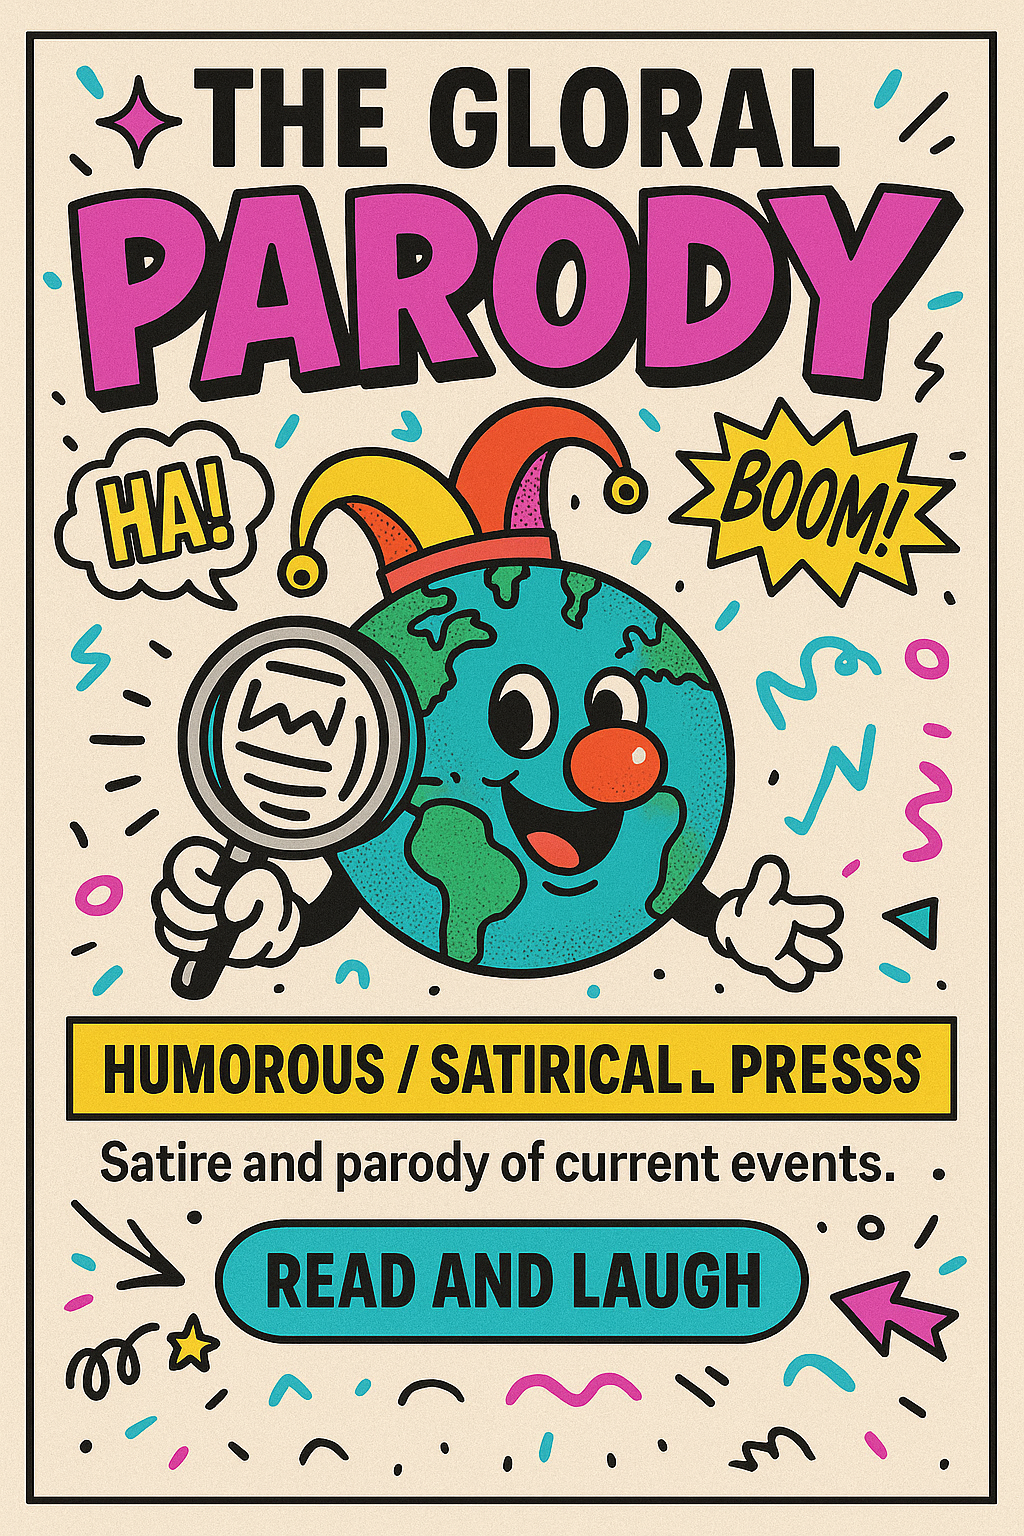 THE GLORAL
PARODY
HA!
BOOM!
HUMOROUS / SATIRICAL˪ PRESSS
Satire and parody of current events.
READ AND LAUGH